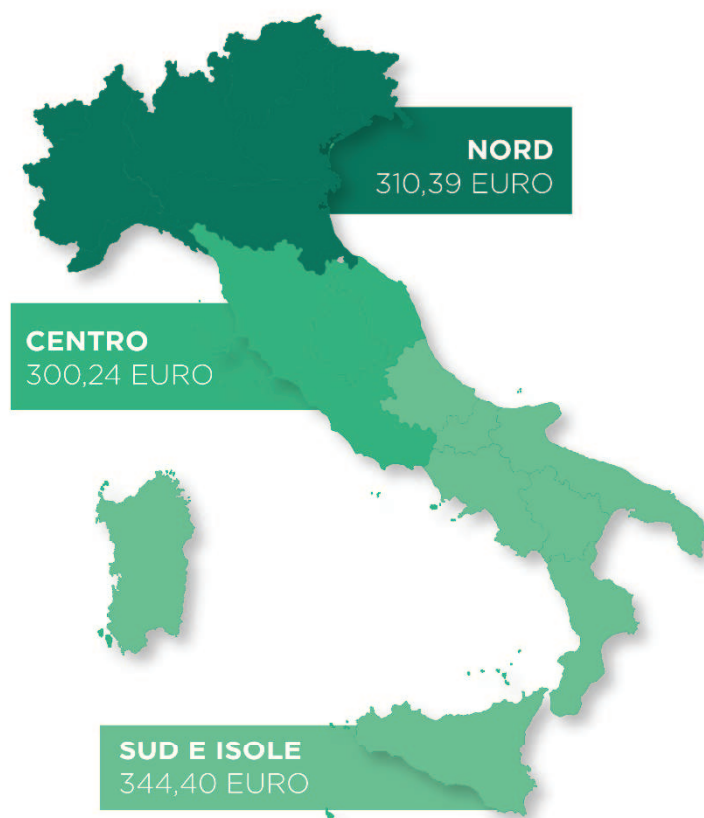 NORD
310,39 EURO
CENTRO
300,24 EURO
SUD E ISOLE
344,40 EURO